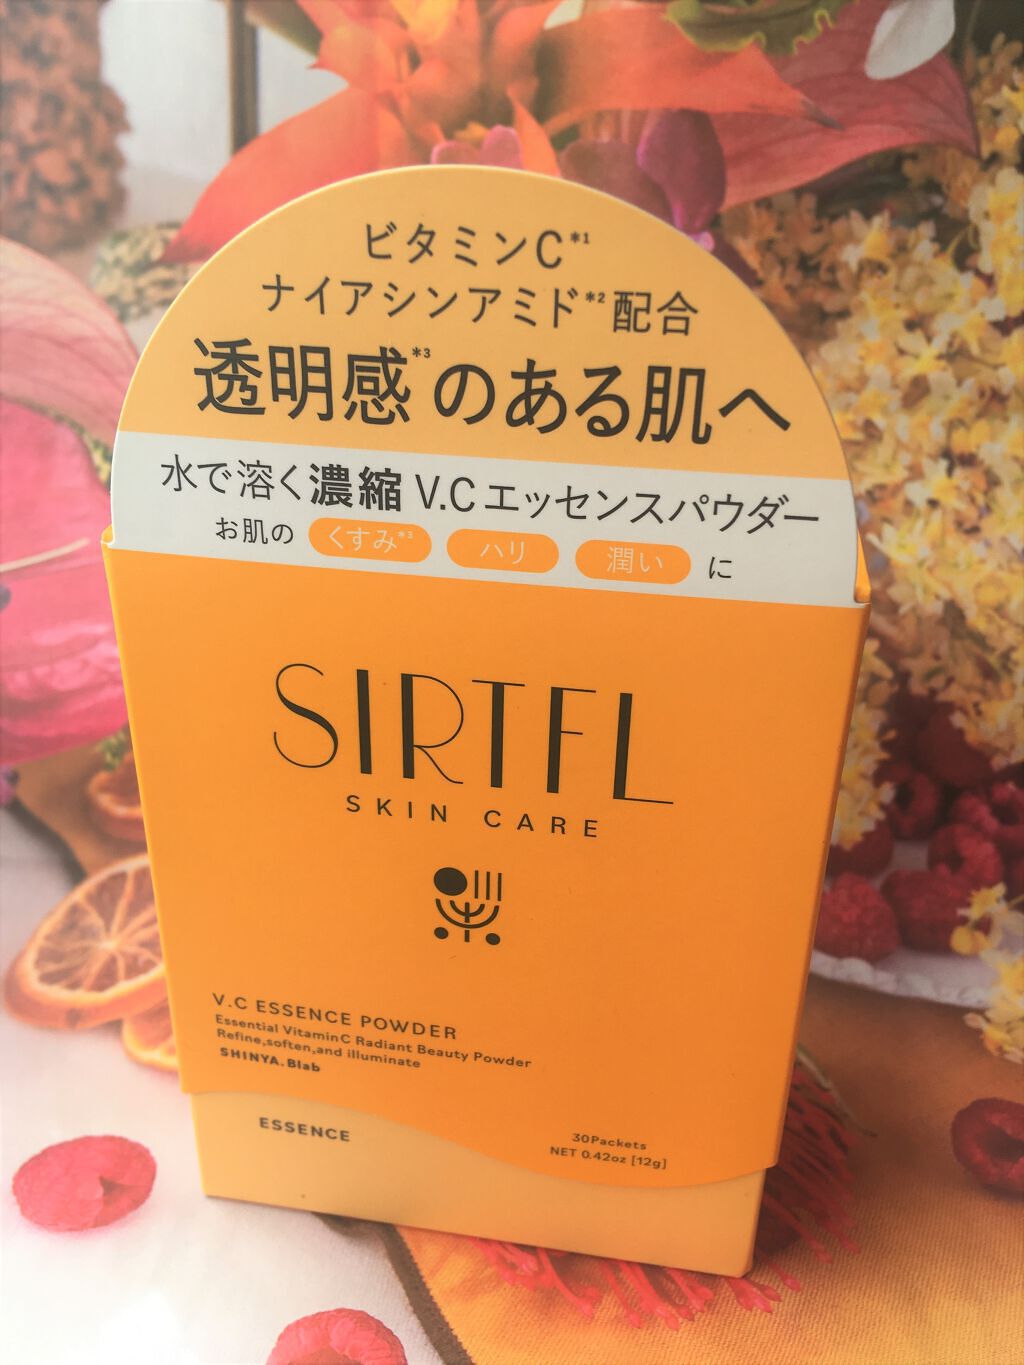 ビタミンC*1
ナイアシンアミド*2配合
透明感*3のある肌へ
水で溶く濃縮 V.Cエッセンスパウダー
お肌の くすみ*3 ハリ 潤い に
SIRTFL
SKIN CARE
V.C ESSENCE POWDER
Essential VitaminC Radiant Beauty Powder
Refine,soften,and illuminate
SHINYA.Blab
ESSENCE
30Packets
NET 0.42oz [12g]